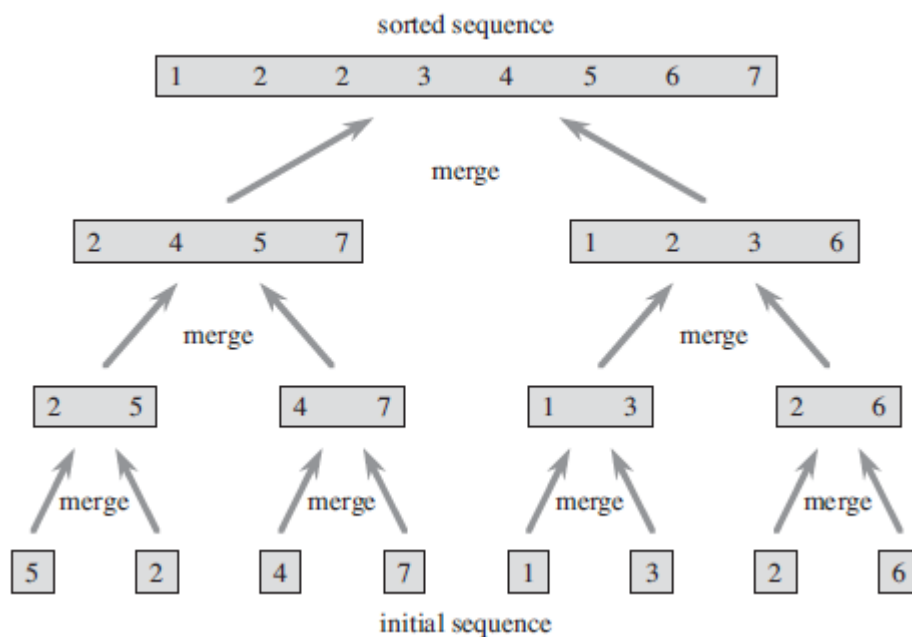 sorted sequence
1 2 2 3 4 5 6 7
merge
2 4 5 7 1 2 3 6
merge merge
2 5 4 7 1 3 2 6
merge merge merge merge
5 2 4 7 1 3 2 6
initial sequence